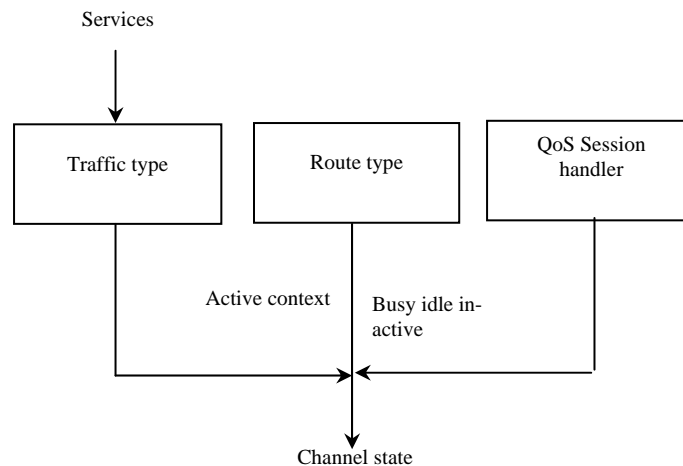 Services
Traffic type
Route type
QoS Session
handler
Active context
Busy idle in-
active
Channel state